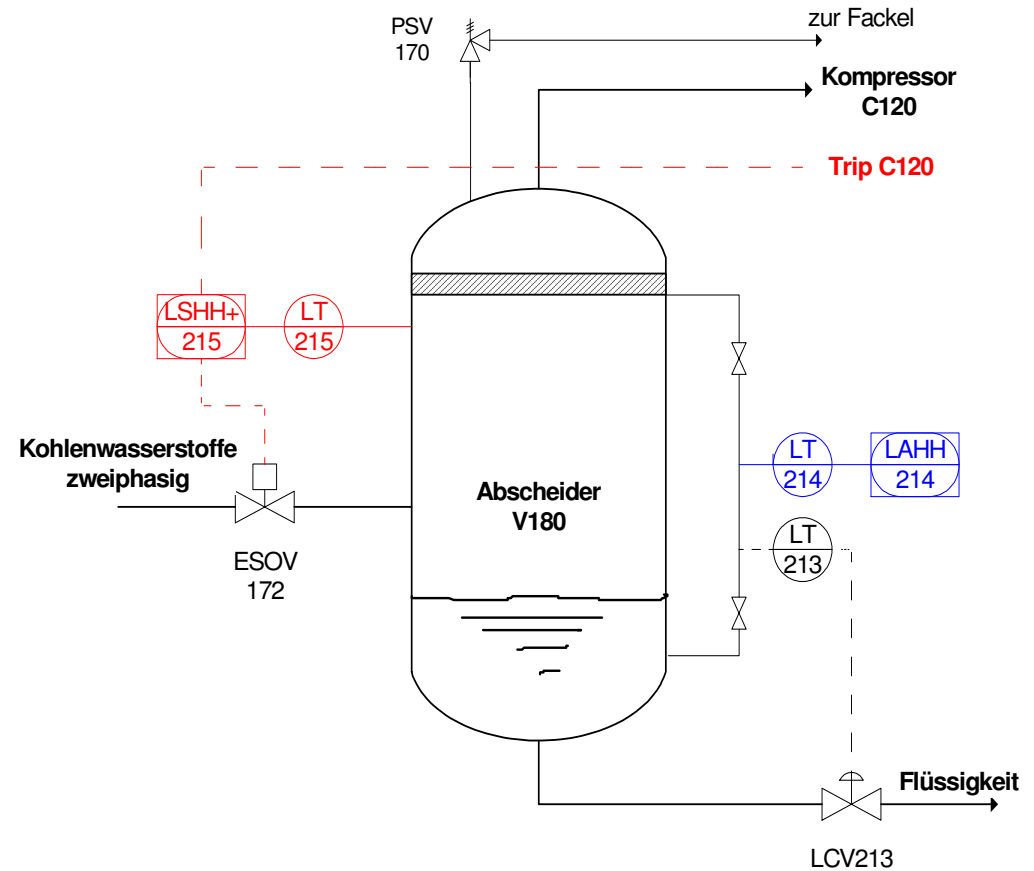 PSV
170
zur Fackel
Kompressor
C120
Trip C120
LSHH+
215
LT
215
Kohlenwasserstoffe
zweiphasig
ESOV
172
Abscheider
V180
LT
214
LAHH
214
LT
213
Flüssigkeit
LCV213